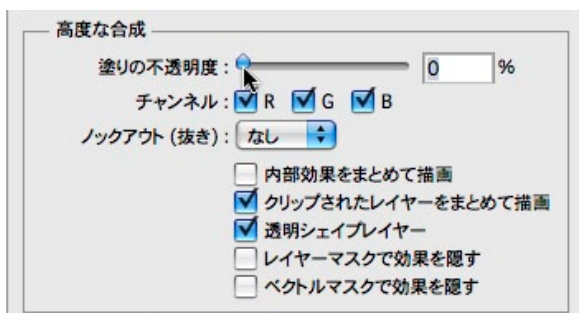 高度な合成
塗りの不透明度 : 0 %
チャンネル : R G B
ノックアウト (抜き) : なし
内部効果をまとめて描画
クリップされたレイヤーをまとめて描画
透明シェイプレイヤー
レイヤーマスクで効果を隠す
ベクトルマスクで効果を隠す